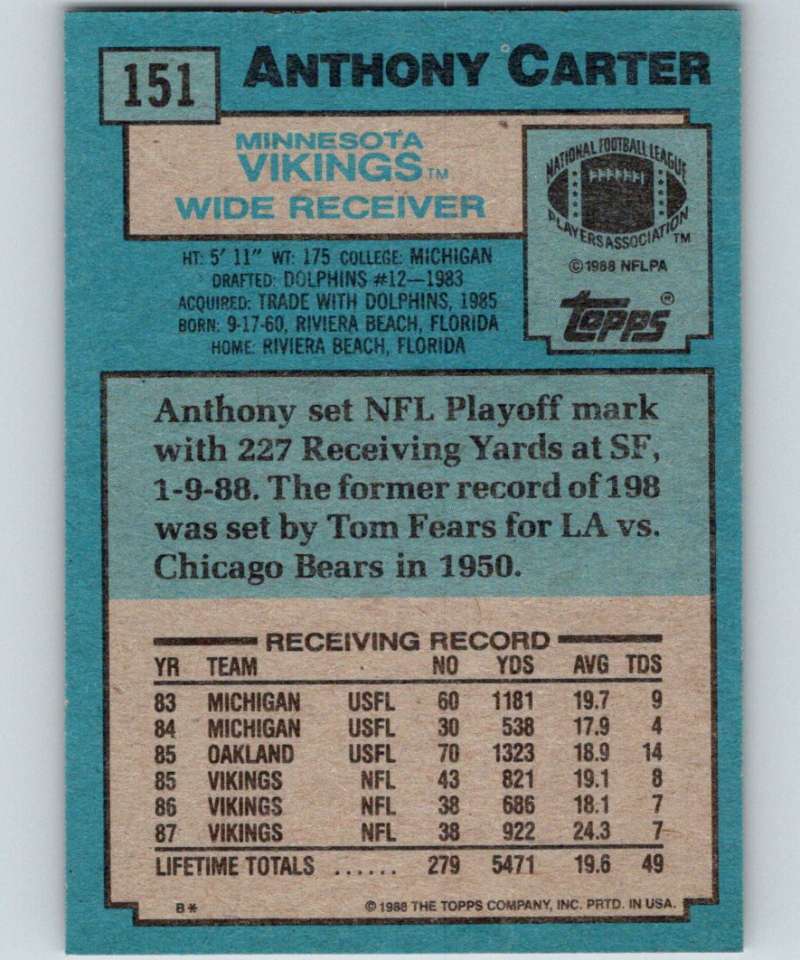 151
ANTHONY CARTER
MINNESOTA
VIKINGS TM
WIDE RECEIVER
NATIONAL FOOTBALL LEAGUE
PLAYERS ASSOCIATION TM
© 1988 NFLPA
Topps ®
HT: 5' 11" WT: 175 COLLEGE: MICHIGAN
DRAFTED: DOLPHINS #12—1983
ACQUIRED: TRADE WITH DOLPHINS, 1985
BORN: 9-17-60, RIVIERA BEACH, FLORIDA
HOME: RIVIERA BEACH, FLORIDA
Anthony set NFL Playoff mark
with 227 Receiving Yards at SF,
1-9-88. The former record of 198
was set by Tom Fears for LA vs.
Chicago Bears in 1950.
RECEIVING RECORD
YR TEAM NO YDS AVG TDS
83 MICHIGAN USFL 60 1181 19.7 9
84 MICHIGAN USFL 30 538 17.9 4
85 OAKLAND USFL 70 1323 18.9 14
85 VIKINGS NFL 43 821 19.1 8
86 VIKINGS NFL 38 686 18.1 7
87 VIKINGS NFL 38 922 24.3 7
LIFETIME TOTALS ...... 279 5471 19.6 49
B* © 1988 THE TOPPS COMPANY, INC. PRTD. IN USA.